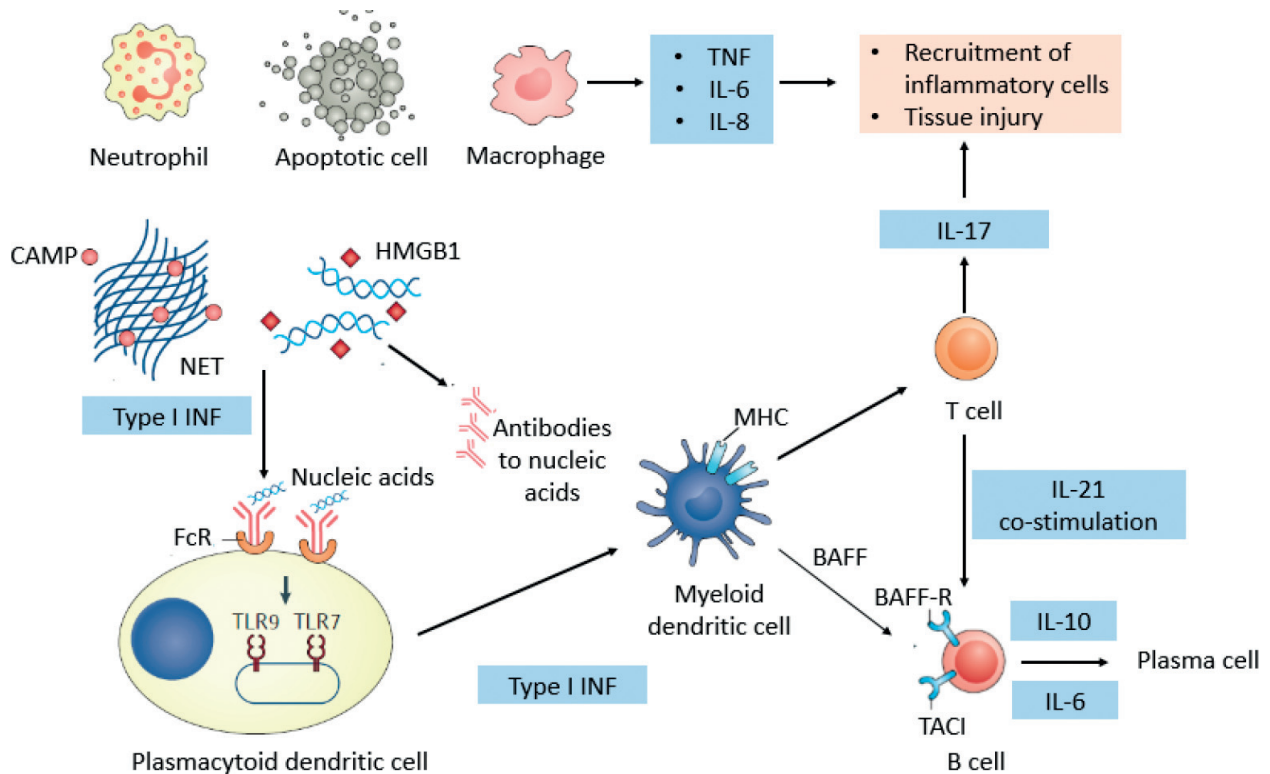 Neutrophil
Apoptotic cell
Macrophage
• TNF
• IL-6
• IL-8
• Recruitment of
inflammatory cells
• Tissue injury
CAMP
HMGB1
NET
IL-17
Type I INF
T cell
Antibodies
to nucleic
acids
MHC
Nucleic acids
FcR
IL-21
co-stimulation
TLR9 TLR7
Myeloid
dendritic cell
BAFF
BAFF-R
IL-10
Plasma cell
IL-6
Type I INF
TACI
Plasmacytoid dendritic cell
B cell